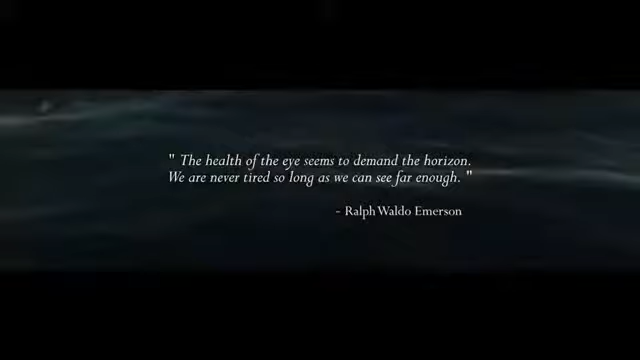 " The health of the eye seems to demand the horizon.
We are never tired so long as we can see far enough. "
- Ralph Waldo Emerson